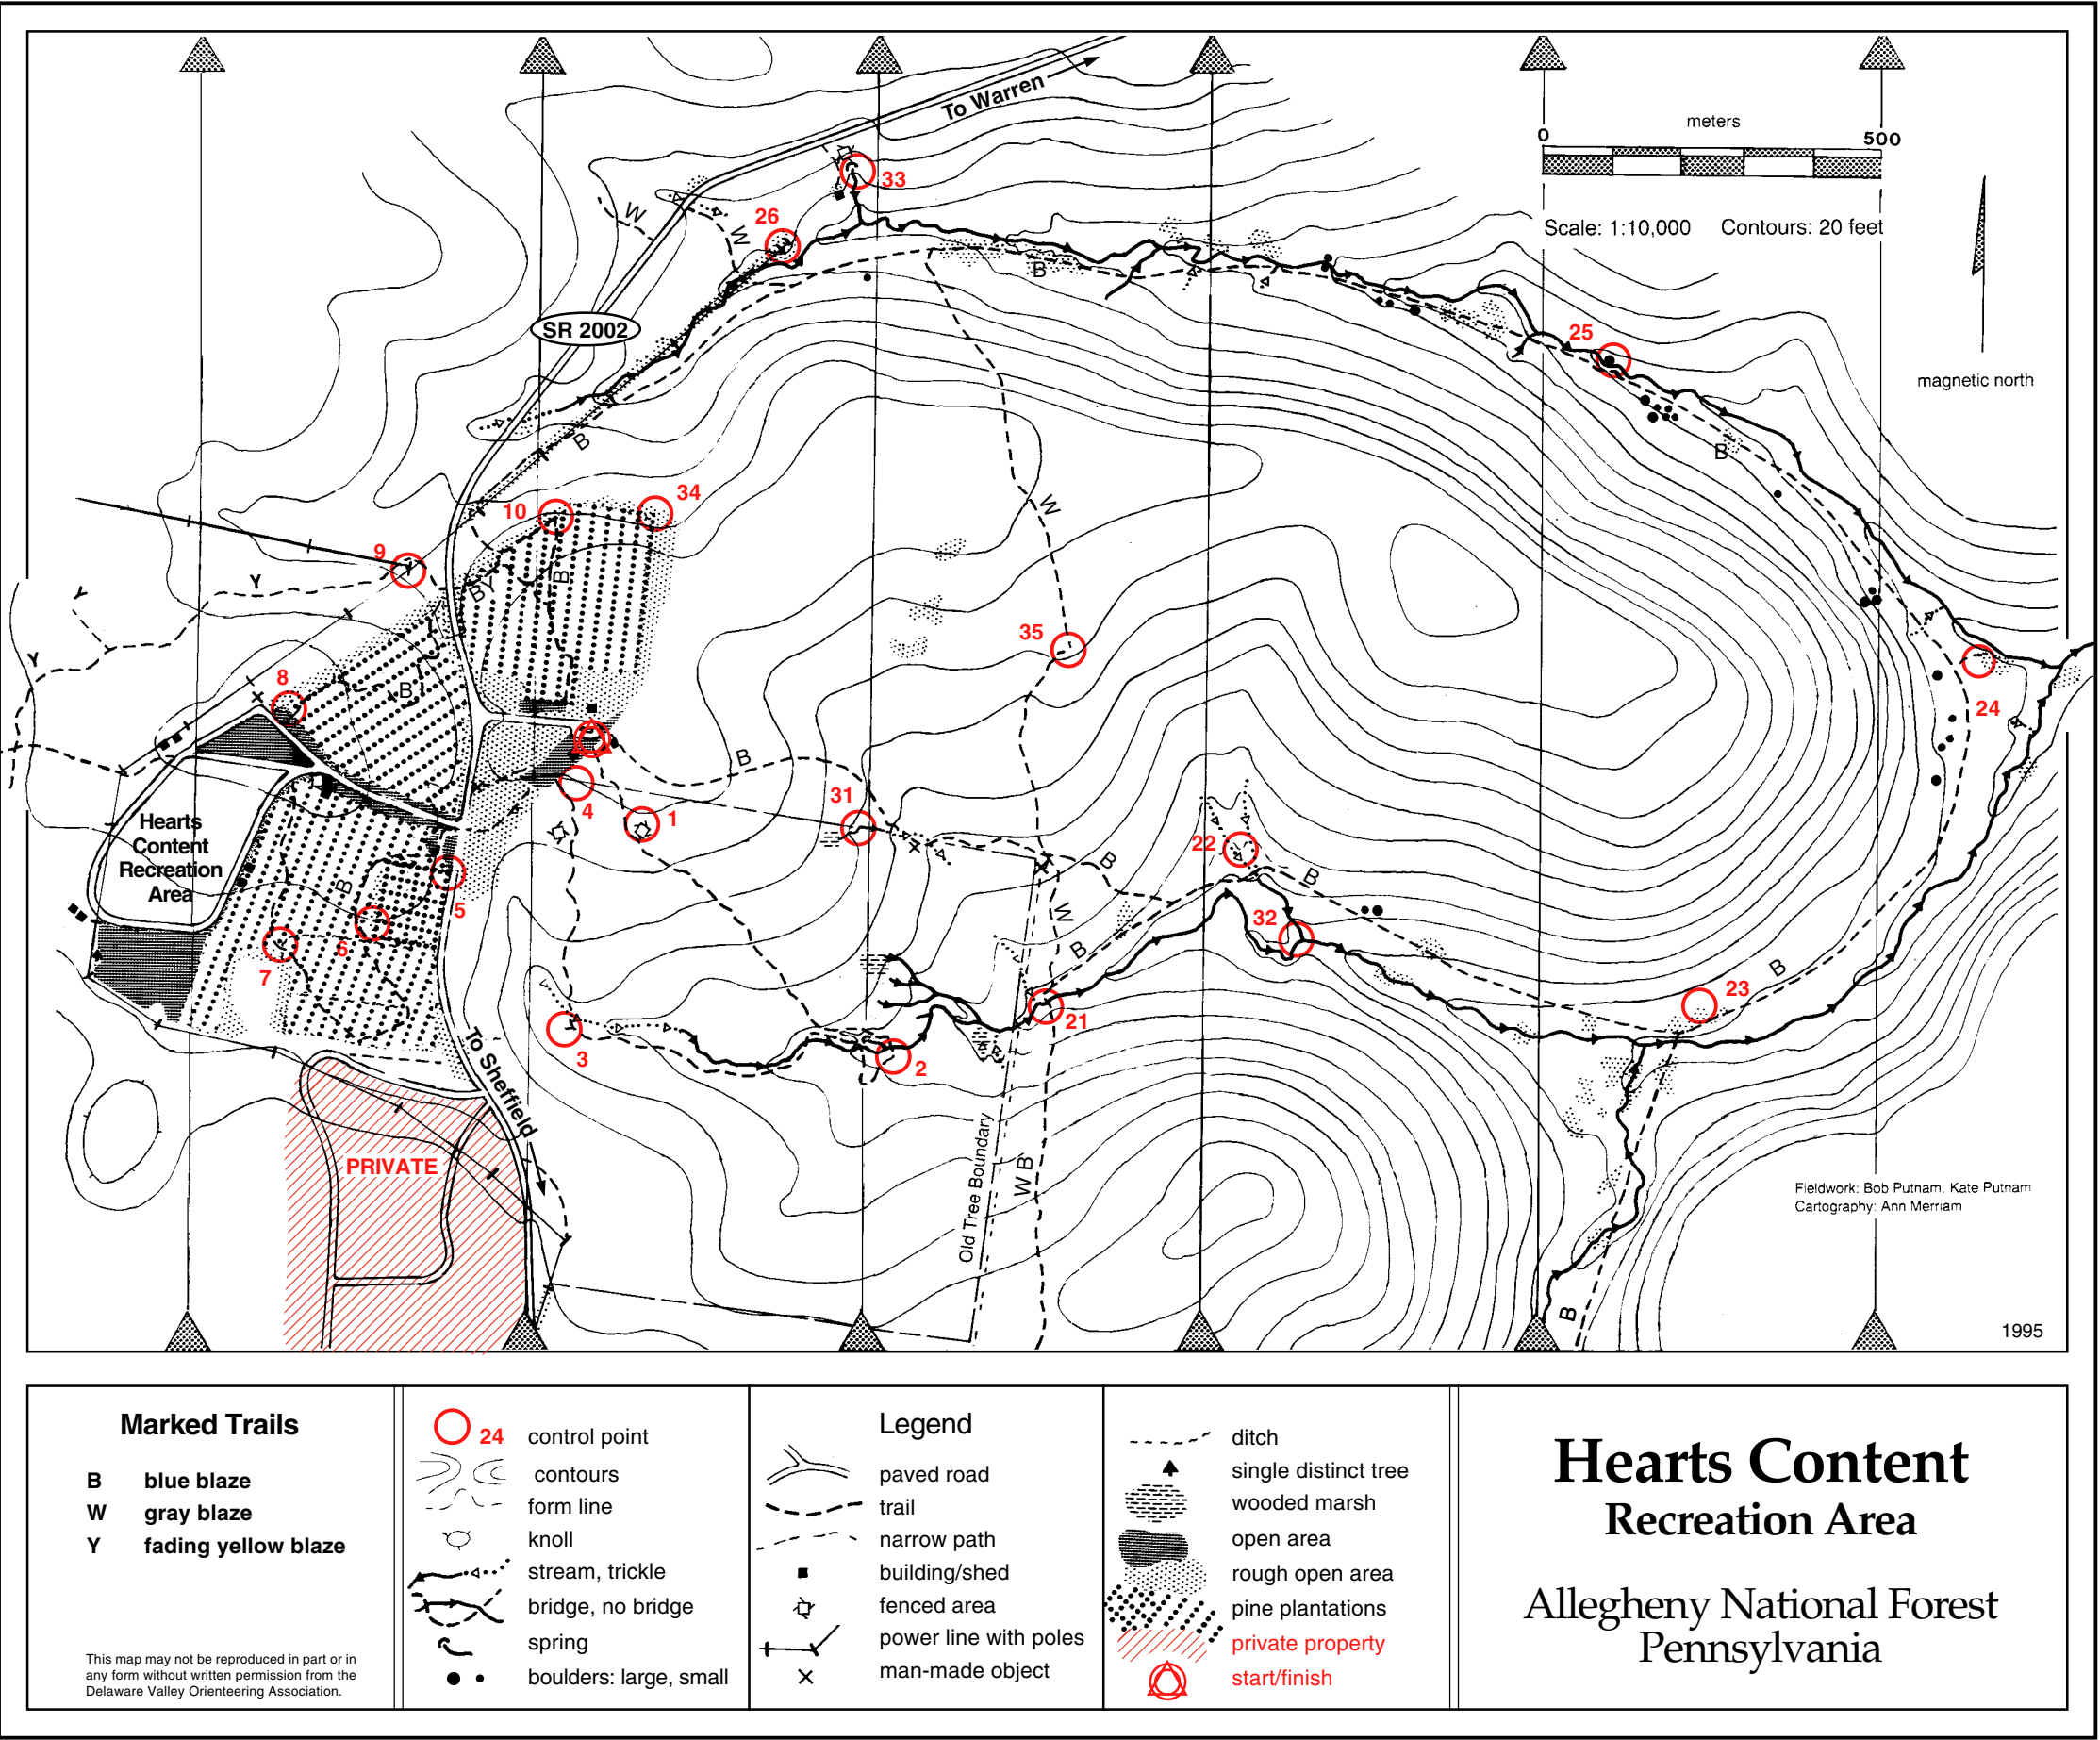 To Warren
meters
0
500
Scale: 1:10,000 Contours: 20 feet
magnetic north
33
W
26
W
B
SR 2002
25
B
B
34
10
W
9
B
BY
Y
Y
Y
35
8
B
24
B
4
1
31
Hearts
Content
Recreation
Area
B
22
B
B
5
W
32
6
7
B
B
23
21
3
2
To Sheffield
PRIVATE
Old Tree Boundary
W B
B
Fieldwork: Bob Putnam, Kate Putnam
Cartography: Ann Merriam
1995
Marked Trails
B blue blaze
W gray blaze
Y fading yellow blaze
This map may not be reproduced in part or in
any form without written permission from the
Delaware Valley Orienteering Association.
24 control point
contours
form line
knoll
stream, trickle
bridge, no bridge
spring
boulders: large, small
Legend
paved road
trail
narrow path
building/shed
fenced area
power line with poles
man-made object
ditch
single distinct tree
wooded marsh
open area
rough open area
pine plantations
private property
start/finish
Hearts Content
Recreation Area
Allegheny National Forest
Pennsylvania